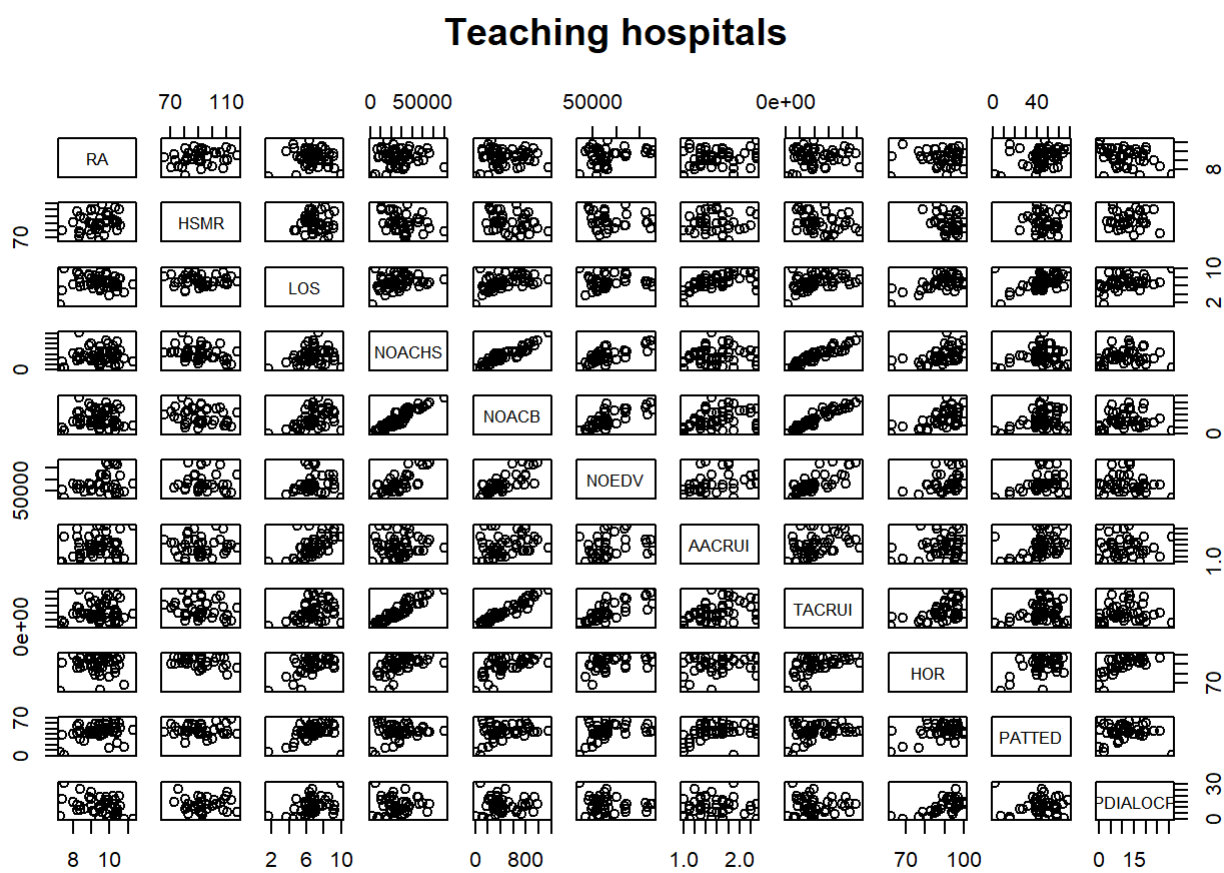 Teaching hospitals
70 110 0 50000 50000 0e+00 0 40
RA
8
70
HSMR
LOS
2 10
0
NOACHS
NOACB
0
50000
NOEDV
AACRUI
1.0
0e+00
TACRUI
HOR
70
0 70
PATTED
PDIALOCP
0 30
8 10 2 6 10 0 800 1.0 2.0 70 100 0 15